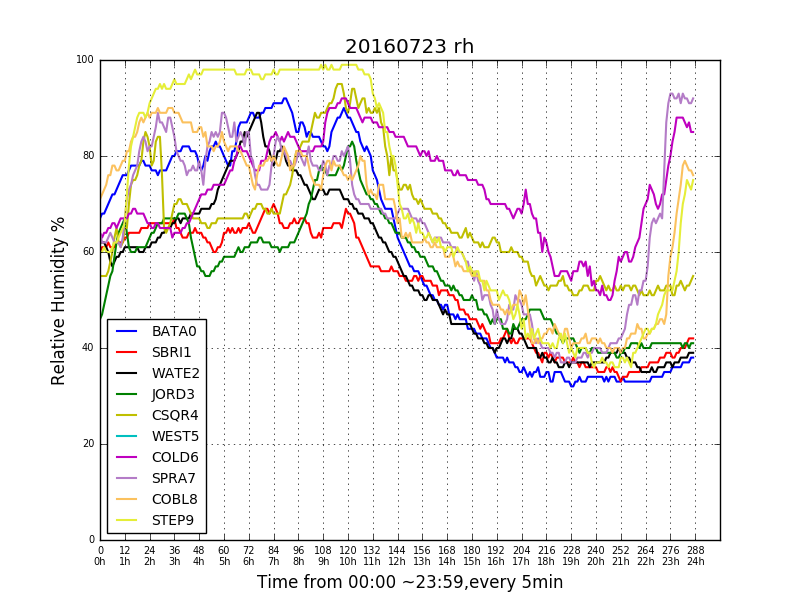 20160723 rh
100
80
60
40
20
0
Relative Humidity %
BATA0
SBRI1
WATE2
JORD3
CSQR4
WEST5
COLD6
SPRA7
COBL8
STEP9
0 12 24 36 48 60 72 84 96 108 120 132 144 156 168 180 192 204 216 228 240 252 264 276 288
0h 1h 2h 3h 4h 5h 6h 7h 8h 9h 10h 11h 12h 13h 14h 15h 16h 17h 18h 19h 20h 21h 22h 23h 24h
Time from 00:00 ~23:59,every 5min